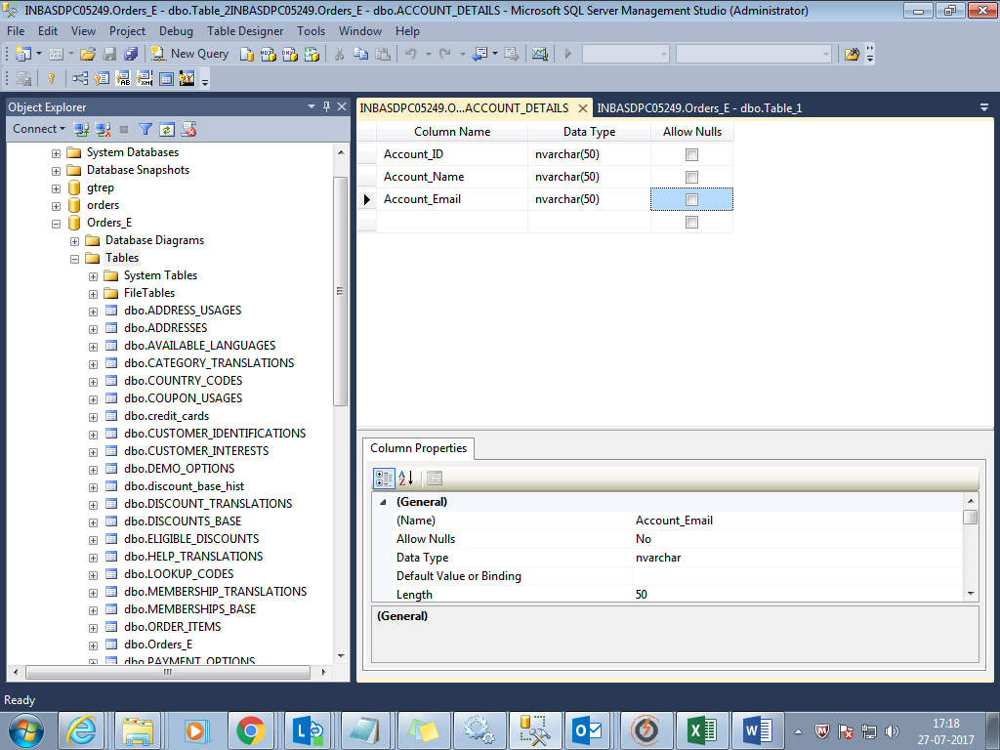 INBASDPC05249.Orders_E - dbo.Table_2INBASDPC05249.Orders_E - dbo.ACCOUNT_DETAILS - Microsoft SQL Server Management Studio (Administrator)
File Edit View Project Debug Table Designer Tools Window Help
New Query
Object Explorer
Connect
System Databases
Database Snapshots
gtrep
orders
Orders_E
Database Diagrams
Tables
System Tables
FileTables
dbo.ADDRESS_USAGES
dbo.ADDRESSES
dbo.AVAILABLE_LANGUAGES
dbo.CATEGORY_TRANSLATIONS
dbo.COUNTRY_CODES
dbo.COUPON_USAGES
dbo.credit_cards
dbo.CUSTOMER_IDENTIFICATIONS
dbo.CUSTOMER_INTERESTS
dbo.DEMO_OPTIONS
dbo.discount_base_hist
dbo.DISCOUNT_TRANSLATIONS
dbo.DISCOUNTS_BASE
dbo.ELIGIBLE_DISCOUNTS
dbo.HELP_TRANSLATIONS
dbo.LOOKUP_CODES
dbo.MEMBERSHIP_TRANSLATIONS
dbo.MEMBERSHIPS_BASE
dbo.ORDER_ITEMS
dbo.Orders_E
dbo.PAYMENT_OPTIONS
INBASDPC05249.O...ACCOUNT_DETAILS INBASDPC05249.Orders_E - dbo.Table_1
Column Name Data Type Allow Nulls
Account_ID nvarchar(50)
Account_Name nvarchar(50)
Account_Email nvarchar(50)
Column Properties
(General)
(Name) Account_Email
Allow Nulls No
Data Type nvarchar
Default Value or Binding
Length 50
(General)
Ready
17:18
27-07-2017